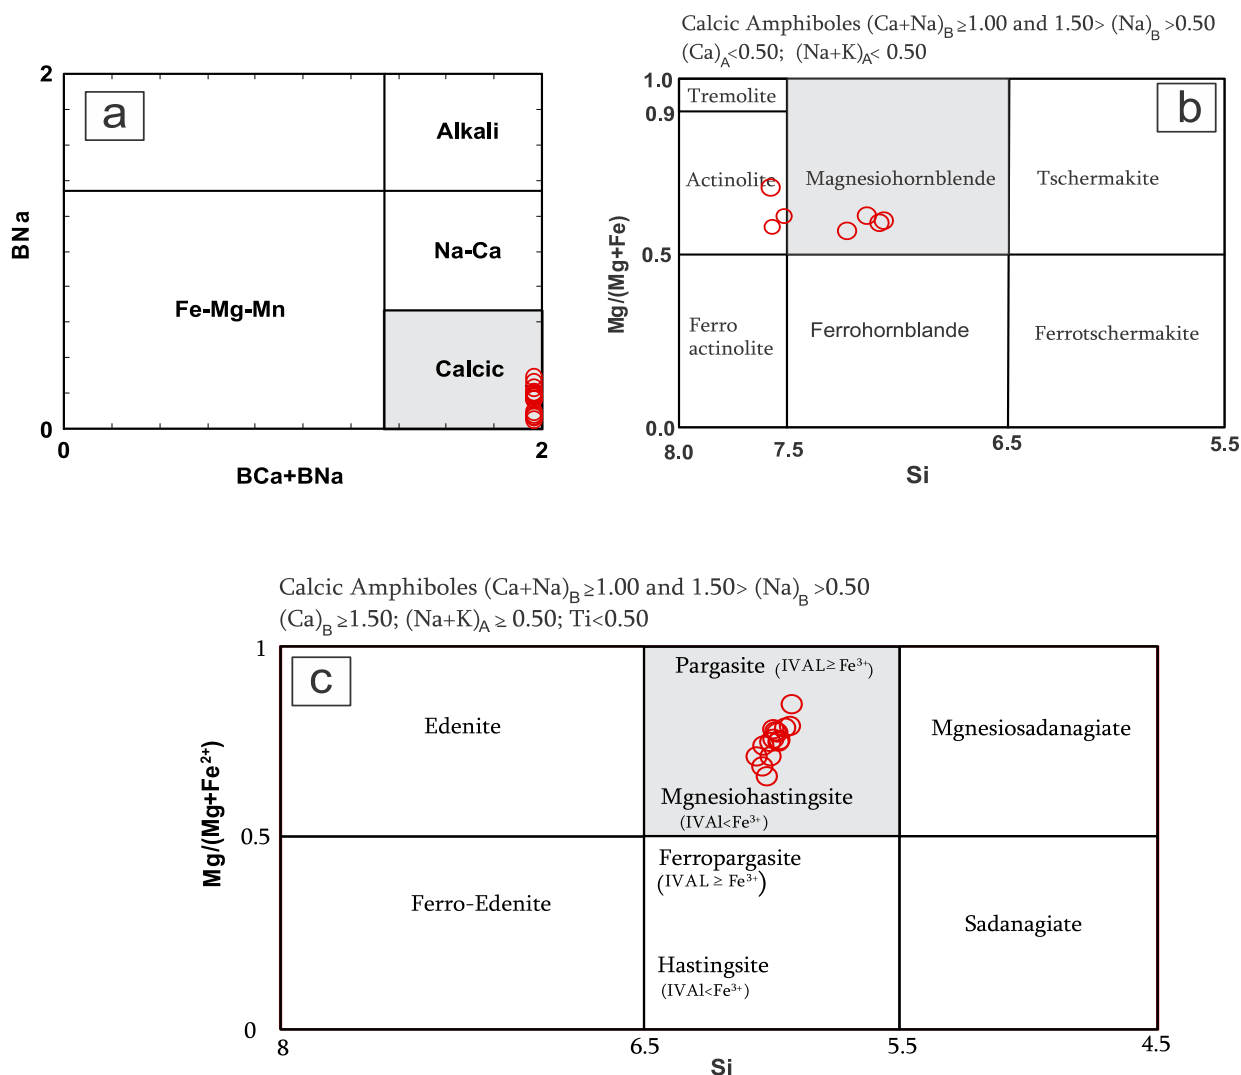 a
2
Alkali
Na-Ca
Fe-Mg-Mn
Calcic
BNa
0
0
2
BCa+BNa
Calcic Amphiboles (Ca+Na)B ≥1.00 and 1.50> (Na)B >0.50
(Ca)A<0.50; (Na+K)A< 0.50
b
1.0
0.9
Tremolite
Actinolite
Magnesiohornblende
Tschermakite
Mg/(Mg+Fe)
0.5
Ferro
actinolite
Ferrohornblande
Ferrotschermakite
0.0
8.0
7.5
6.5
5.5
Si
Calcic Amphiboles (Ca+Na)B ≥1.00 and 1.50> (Na)B >0.50
(Ca)B ≥1.50; (Na+K)A ≥ 0.50; Ti<0.50
c
1
Pargasite (IVAL≥ Fe³⁺)
Edenite
Mgnesiosadanagiate
Mgnesiohastingsite
(IVAl<Fe³⁺)
Mg/(Mg+Fe²⁺)
0.5
Ferropargasite
(IVAL ≥ Fe³⁺)
Ferro-Edenite
Sadanagiate
Hastingsite
(IVAl<Fe³⁺)
0
8
6.5
5.5
4.5
Si